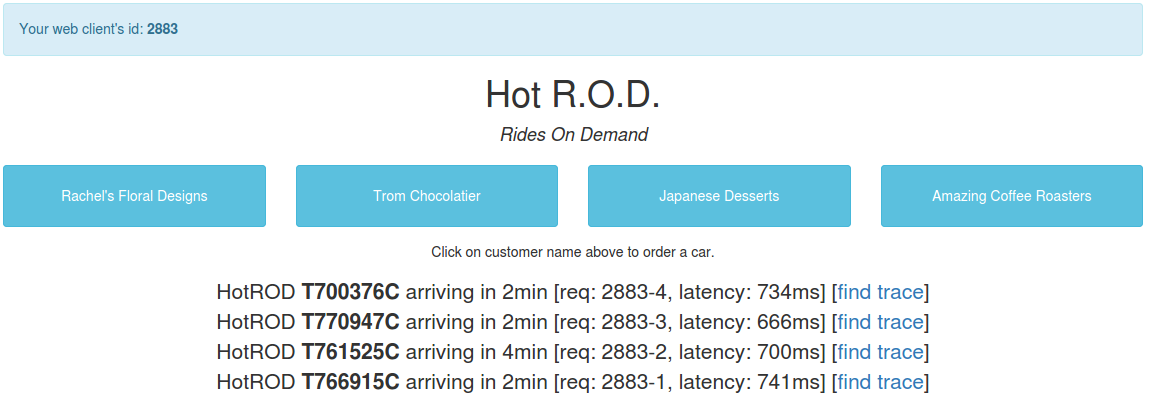 Your web client's id: 2883
Hot R.O.D.
Rides On Demand
Rachel's Floral Designs
Trom Chocolatier
Japanese Desserts
Amazing Coffee Roasters
Click on customer name above to order a car.
HotROD T700376C arriving in 2min [req: 2883-4, latency: 734ms] [find trace]
HotROD T770947C arriving in 2min [req: 2883-3, latency: 666ms] [find trace]
HotROD T761525C arriving in 4min [req: 2883-2, latency: 700ms] [find trace]
HotROD T766915C arriving in 2min [req: 2883-1, latency: 741ms] [find trace]